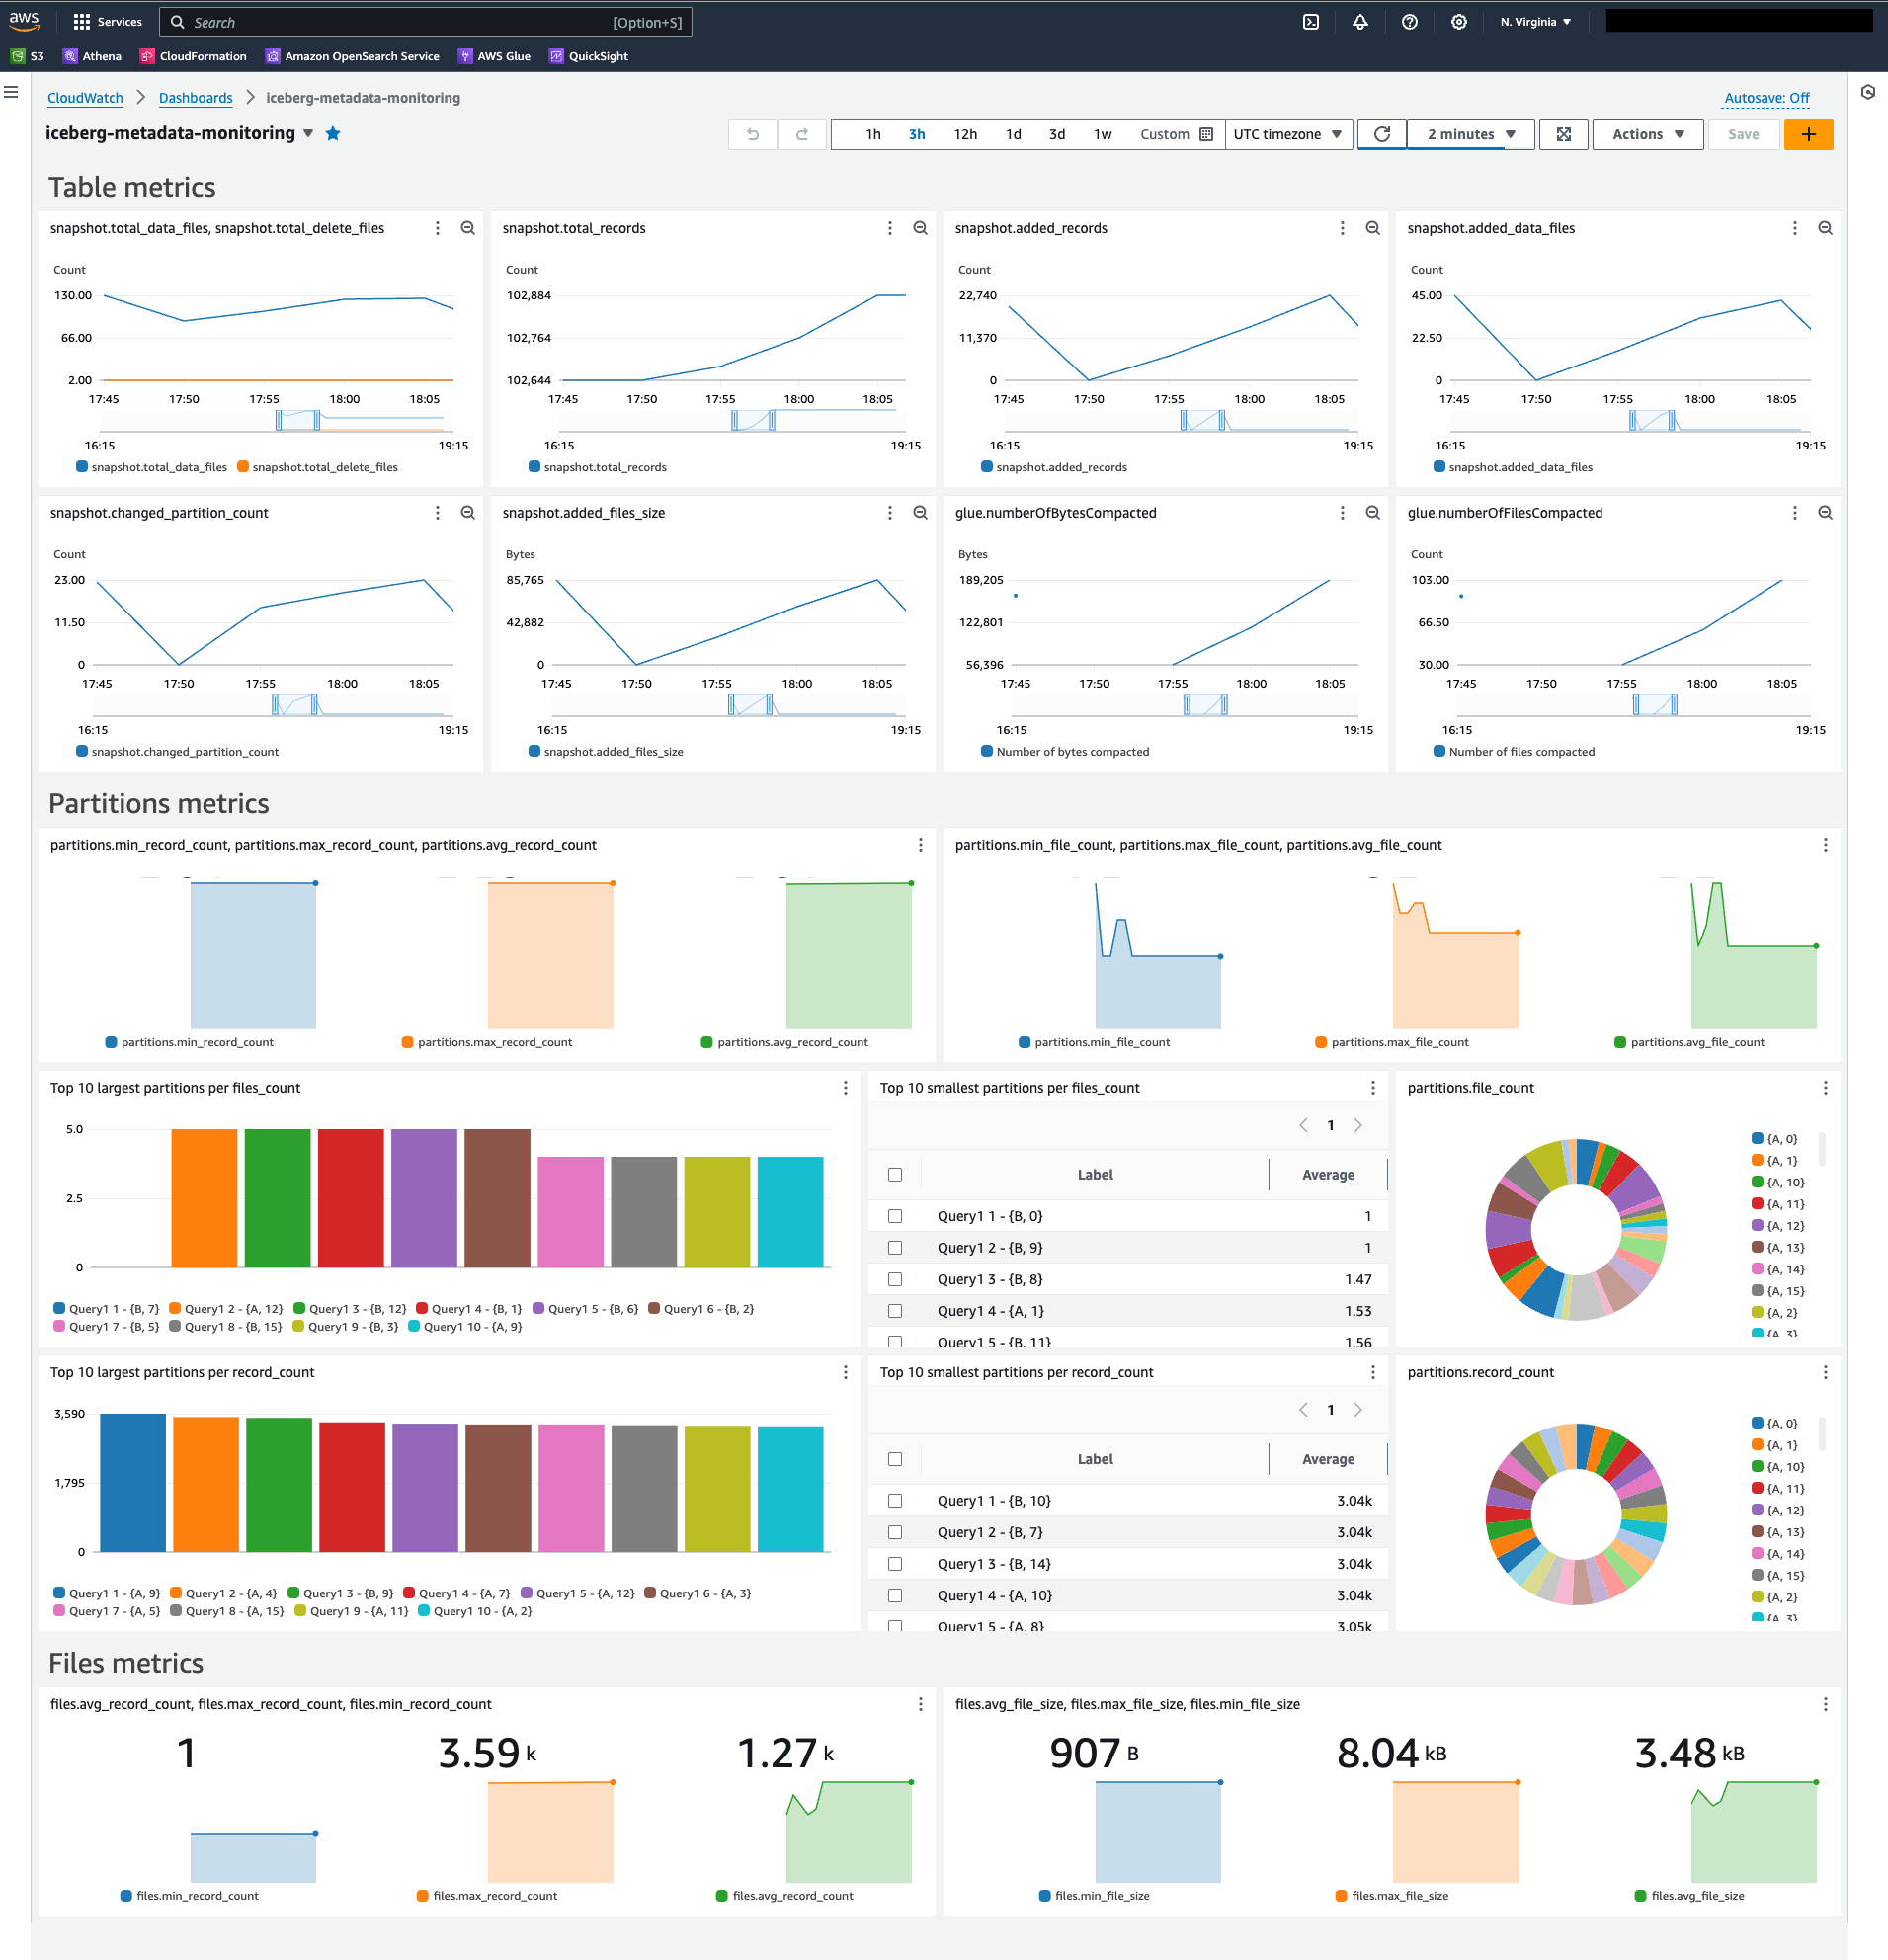 aws Services Search [Option+S] N. Virginia
S3 Athena CloudFormation Amazon OpenSearch Service AWS Glue QuickSight
CloudWatch Dashboards iceberg-metadata-monitoring Autosave: Off
iceberg-metadata-monitoring 1h 3h 12h 1d 3d 1w Custom UTC timezone 2 minutes Actions Save
Table metrics
snapshot.total_data_files, snapshot.total_delete_files
Count
130.00
66.00
2.00
17:45 17:50 17:55 18:00 18:05
16:15 19:15
snapshot.total_data_files snapshot.total_delete_files
snapshot.total_records
Count
102,884
102,764
102,644
17:45 17:50 17:55 18:00 18:05
16:15 19:15
snapshot.total_records
snapshot.added_records
Count
22,740
11,370
0
17:45 17:50 17:55 18:00 18:05
16:15 19:15
snapshot.added_records
snapshot.added_data_files
Count
45.00
22.50
0
17:45 17:50 17:55 18:00 18:05
16:15 19:15
snapshot.added_data_files
snapshot.changed_partition_count
Count
23.00
11.50
0
17:45 17:50 17:55 18:00 18:05
16:15 19:15
snapshot.changed_partition_count
snapshot.added_files_size
Bytes
85,765
42,882
0
17:45 17:50 17:55 18:00 18:05
16:15 19:15
snapshot.added_files_size
glue.numberOfBytesCompacted
Bytes
189,205
122,801
56,396
17:45 17:50 17:55 18:00 18:05
16:15 19:15
Number of bytes compacted
glue.numberOfFilesCompacted
Count
103.00
66.50
30.00
17:45 17:50 17:55 18:00 18:05
16:15 19:15
Number of files compacted
Partitions metrics
partitions.min_record_count, partitions.max_record_count, partitions.avg_record_count
partitions.min_record_count partitions.max_record_count partitions.avg_record_count
partitions.min_file_count, partitions.max_file_count, partitions.avg_file_count
partitions.min_file_count partitions.max_file_count partitions.avg_file_count
Top 10 largest partitions per files_count
5.0
2.5
0
Query1 1 - {B, 7} Query1 2 - {A, 12} Query1 3 - {B, 12} Query1 4 - {B, 1} Query1 5 - {B, 6} Query1 6 - {B, 2}
Query1 7 - {B, 5} Query1 8 - {B, 15} Query1 9 - {B, 3} Query1 10 - {A, 9}
Top 10 smallest partitions per files_count
1
Label Average
Query1 1 - {B, 0} 1
Query1 2 - {B, 9} 1
Query1 3 - {B, 8} 1.47
Query1 4 - {A, 1} 1.53
Query1 5 - {B, 11} 1.56
partitions.file_count
{A, 0}
{A, 1}
{A, 10}
{A, 11}
{A, 12}
{A, 13}
{A, 14}
{A, 15}
{A, 2}
{A, 3}
Top 10 largest partitions per record_count
3,590
1,795
0
Query1 1 - {A, 9} Query1 2 - {A, 4} Query1 3 - {B, 9} Query1 4 - {A, 7} Query1 5 - {A, 12} Query1 6 - {A, 3}
Query1 7 - {A, 5} Query1 8 - {A, 15} Query1 9 - {A, 11} Query1 10 - {A, 2}
Top 10 smallest partitions per record_count
1
Label Average
Query1 1 - {B, 10} 3.04k
Query1 2 - {B, 7} 3.04k
Query1 3 - {B, 14} 3.04k
Query1 4 - {A, 10} 3.04k
Query1 5 - {A, 8} 3.05k
partitions.record_count
{A, 0}
{A, 1}
{A, 10}
{A, 11}
{A, 12}
{A, 13}
{A, 14}
{A, 15}
{A, 2}
{A, 3}
Files metrics
files.avg_record_count, files.max_record_count, files.min_record_count
1 3.59 k 1.27 k
files.min_record_count files.max_record_count files.avg_record_count
files.avg_file_size, files.max_file_size, files.min_file_size
907 B 8.04 kB 3.48 kB
files.min_file_size files.max_file_size files.avg_file_size